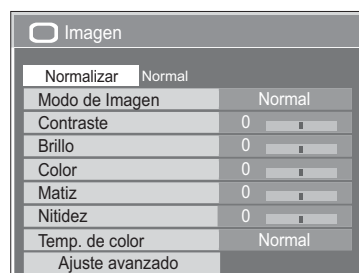 Imagen
Normalizar Normal
Modo de Imagen Normal
Contraste 0
Brillo 0
Color 0
Matiz 0
Nitidez 0
Temp. de color Normal
Ajuste avanzado